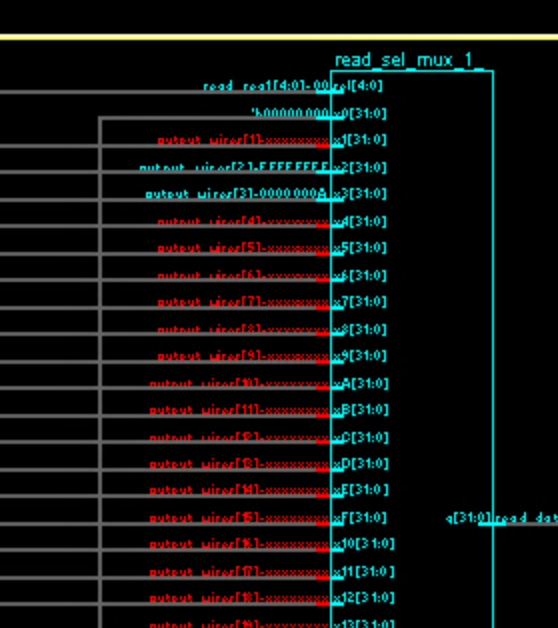 read_sel_mux_1_
read_reg1[4:0]-00 sel[4:0]
'h00000000 x0[31:0]
output_wires[1]-xxxxxxxx x1[31:0]
output_wires[2]-FFFFFFFF x2[31:0]
output_wires[3]-0000000A x3[31:0]
output_wires[4]-xxxxxxxx x4[31:0]
output_wires[5]-xxxxxxxx x5[31:0]
output_wires[6]-xxxxxxxx x6[31:0]
output_wires[7]-xxxxxxxx x7[31:0]
output_wires[8]-xxxxxxxx x8[31:0]
output_wires[9]-xxxxxxxx x9[31:0]
output_wires[10]-xxxxxxxx xA[31:0]
output_wires[11]-xxxxxxxx xB[31:0]
output_wires[12]-xxxxxxxx xC[31:0]
output_wires[13]-xxxxxxxx xD[31:0]
output_wires[14]-xxxxxxxx xE[31:0]
output_wires[15]-xxxxxxxx xF[31:0] q[31:0] read_dat
output_wires[16]-xxxxxxxx x10[31:0]
output_wires[17]-xxxxxxxx x11[31:0]
output_wires[18]-xxxxxxxx x12[31:0]
output_wires[19]-xxxxxxxx x13[31:0]